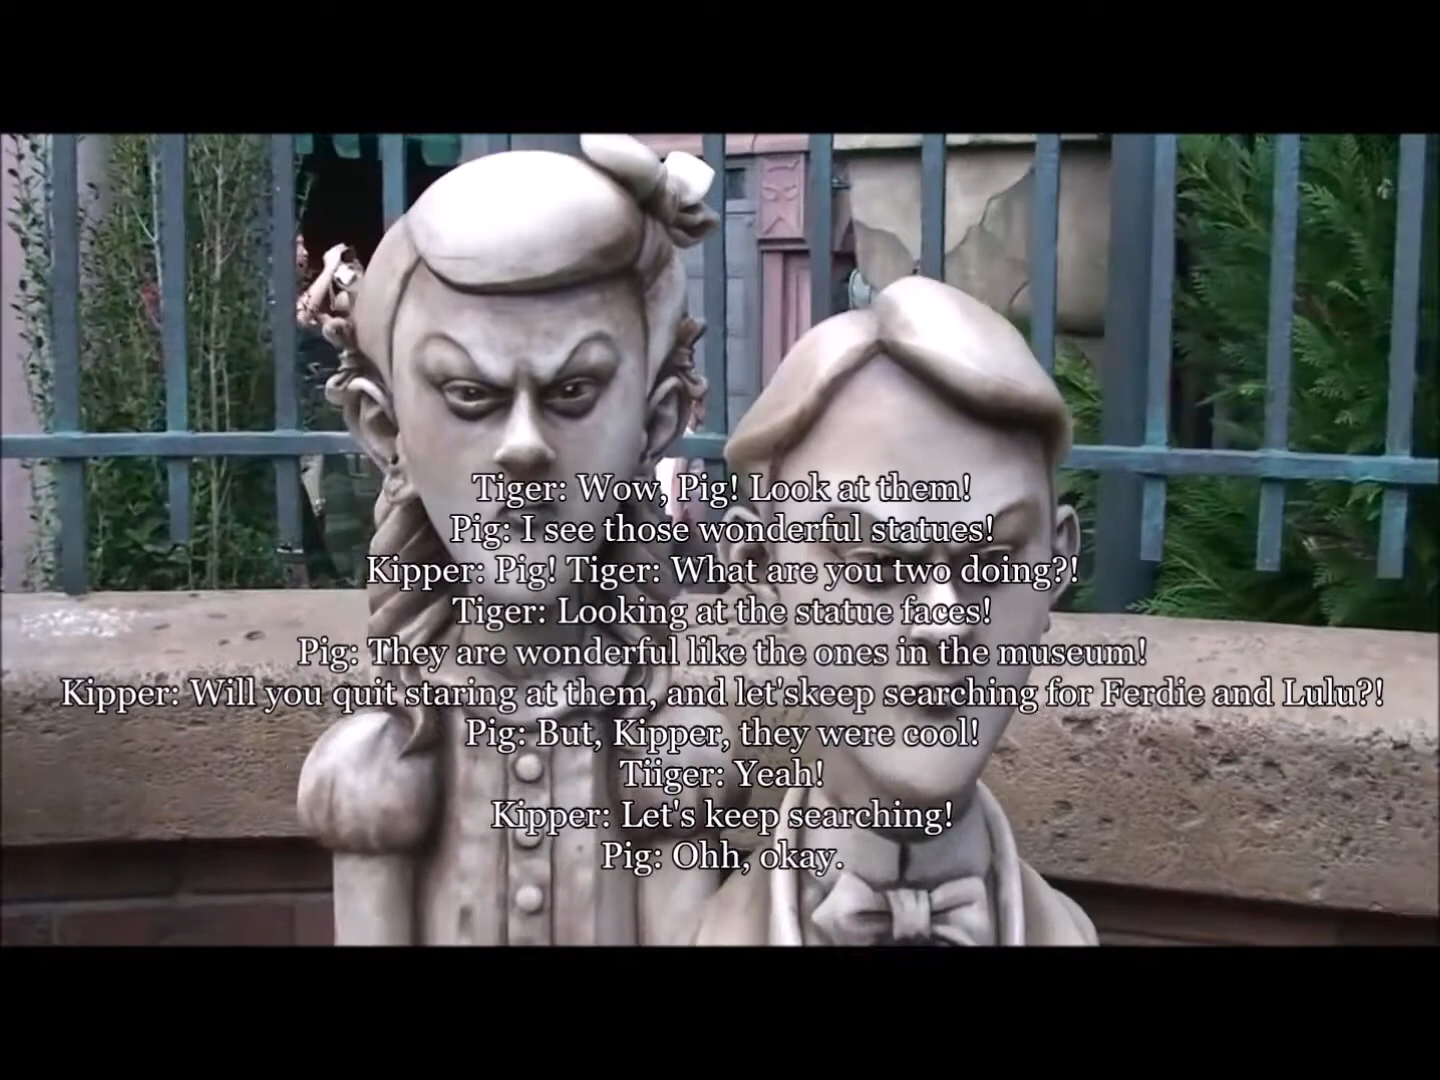 Tiger: Wow, Pig! Look at them!
Pig: I see those wonderful statues!
Kipper: Pig! Tiger: What are you two doing?!
Tiger: Looking at the statue faces!
Pig: They are wonderful like the ones in the museum!
Kipper: Will you quit staring at them, and let'skeep searching for Ferdie and Lulu?!
Pig: But, Kipper, they were cool!
Tiiger: Yeah!
Kipper: Let's keep searching!
Pig: Ohh, okay.